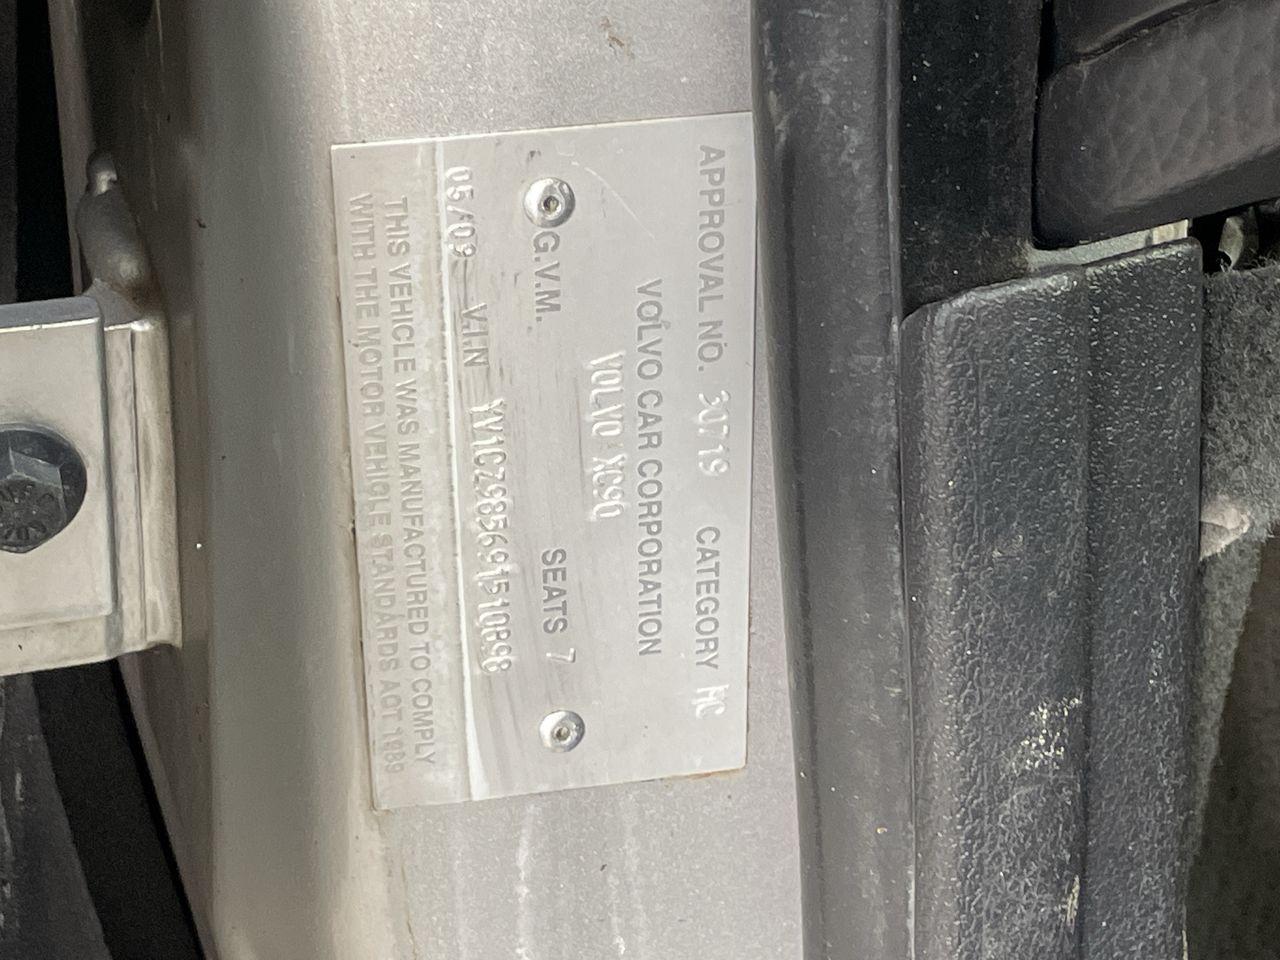 APPROVAL NO. 30719 CATEGORY MC
VOLVO CAR CORPORATION
VOLVO XC90
G.V.M. SEATS 7
05/09 V.I.N YV1CZ985691510898
THIS VEHICLE WAS MANUFACTURED TO COMPLY
WITH THE MOTOR VEHICLE STANDARDS ACT 1989